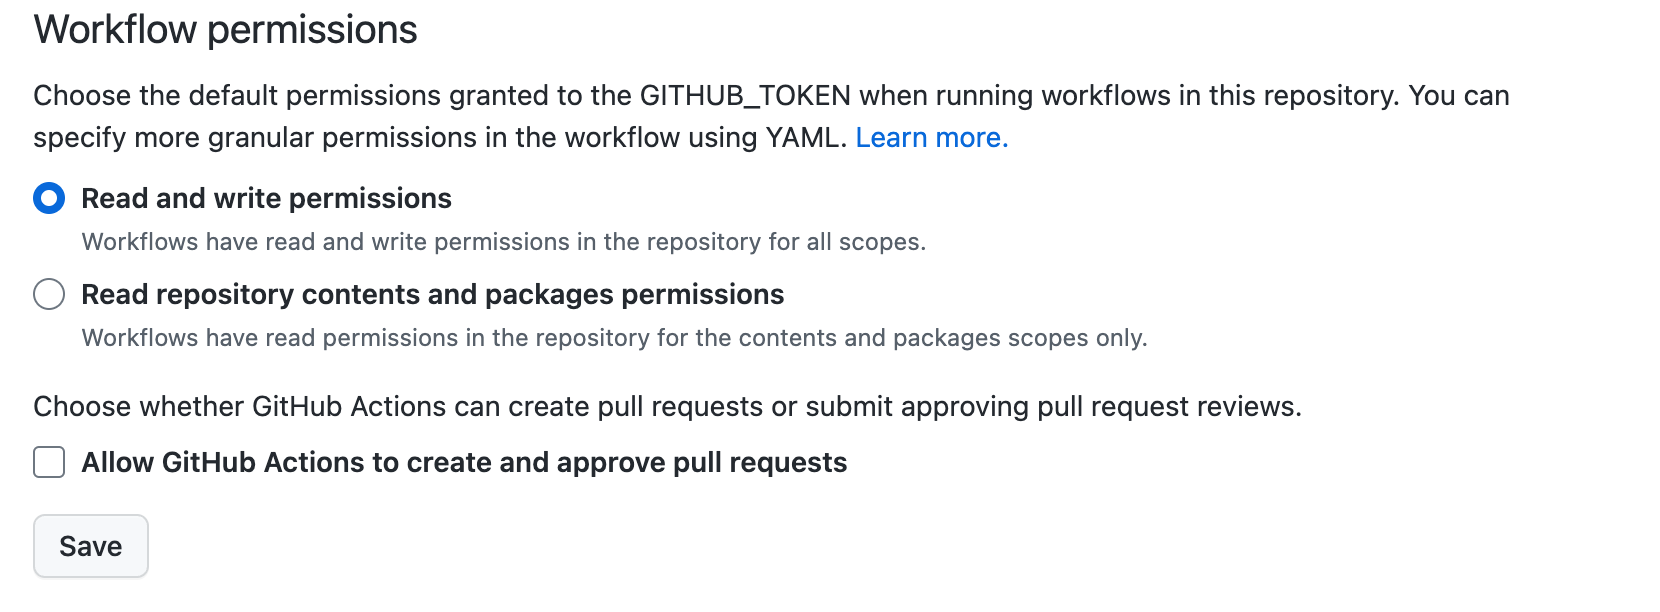 Workflow permissions
Choose the default permissions granted to the GITHUB_TOKEN when running workflows in this repository. You can
specify more granular permissions in the workflow using YAML. Learn more.
Read and write permissions
Workflows have read and write permissions in the repository for all scopes.
Read repository contents and packages permissions
Workflows have read permissions in the repository for the contents and packages scopes only.
Choose whether GitHub Actions can create pull requests or submit approving pull request reviews.
Allow GitHub Actions to create and approve pull requests
Save